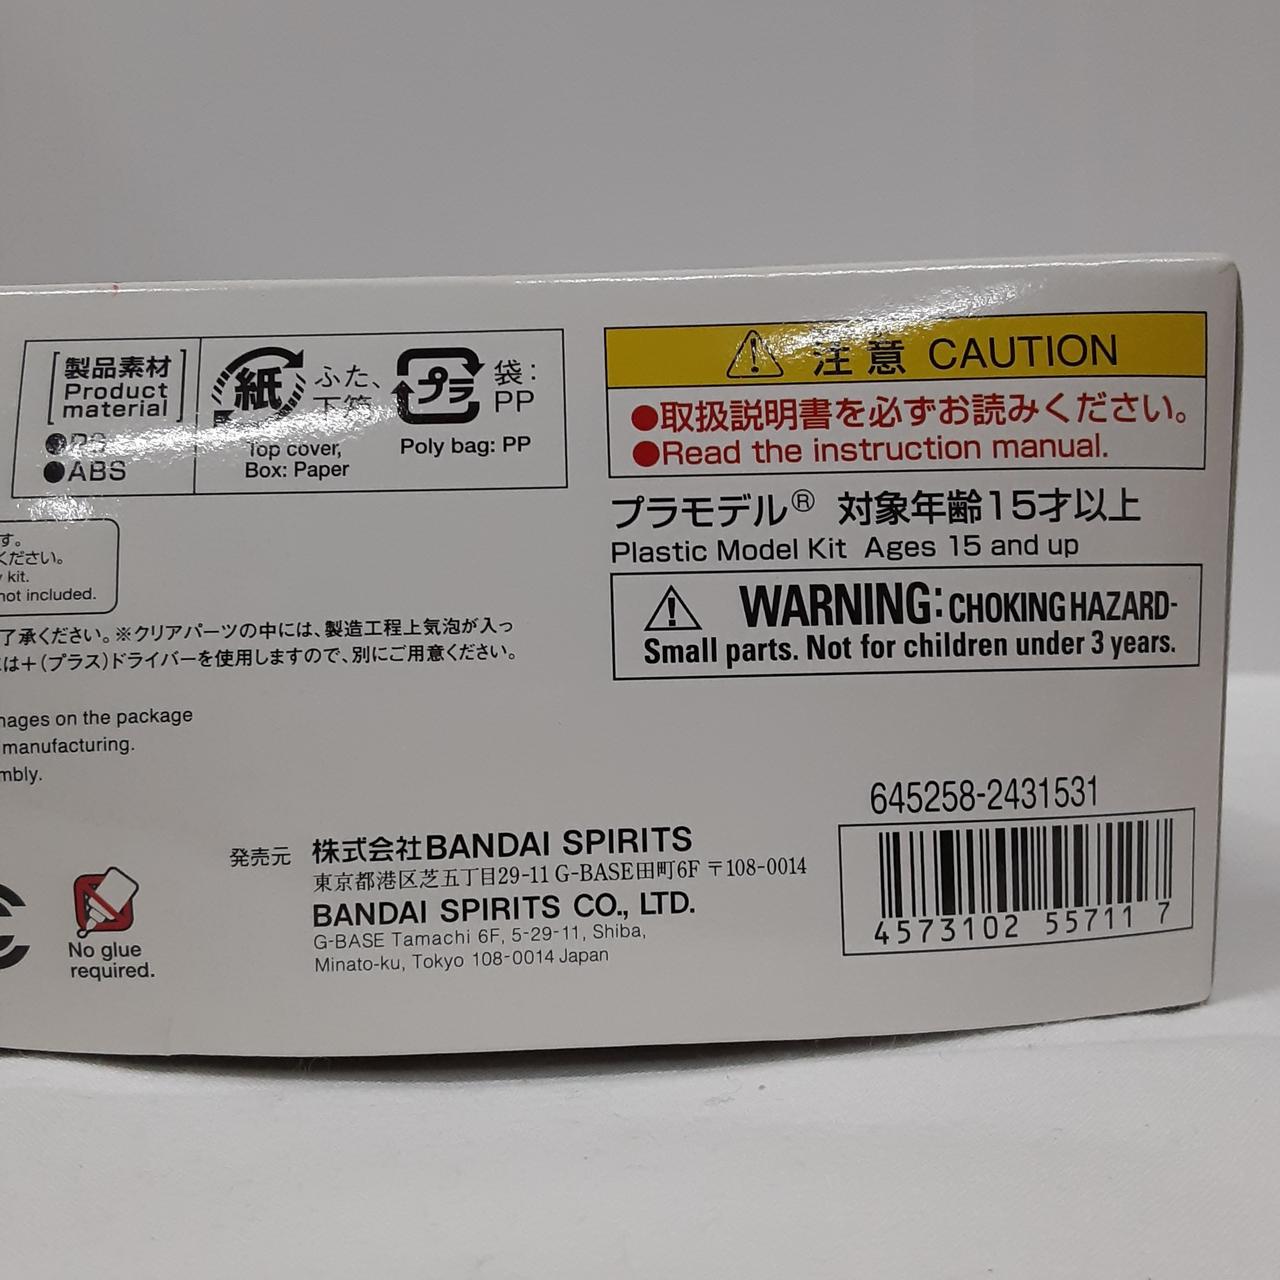 製品素材
Product
material
●PS
●ABS
紙
ふた、
下箱
Top cover,
Box: Paper
プラ
袋:
PP
Poly bag: PP
注意 CAUTION
●取扱説明書を必ずお読みください。
●Read the instruction manual.
プラモデル® 対象年齢15才以上
Plastic Model Kit Ages 15 and up
WARNING: CHOKING HAZARD-
Small parts. Not for children under 3 years.
す。
ください。
kit.
not included.
了承ください。※クリアパーツの中には、製造工程上気泡が入っ
は＋(プラス)ドライバーを使用しますので、別にご用意ください。
on the package
manufacturing.
No glue
required.
発売元
株式会社BANDAI SPIRITS
東京都港区芝五丁目29-11 G-BASE田町6F 〒108-0014
BANDAI SPIRITS CO., LTD.
G-BASE Tamachi 6F, 5-29-11, Shiba,
Minato-ku, Tokyo 108-0014 Japan
645258-2431531
4573102 55711 7